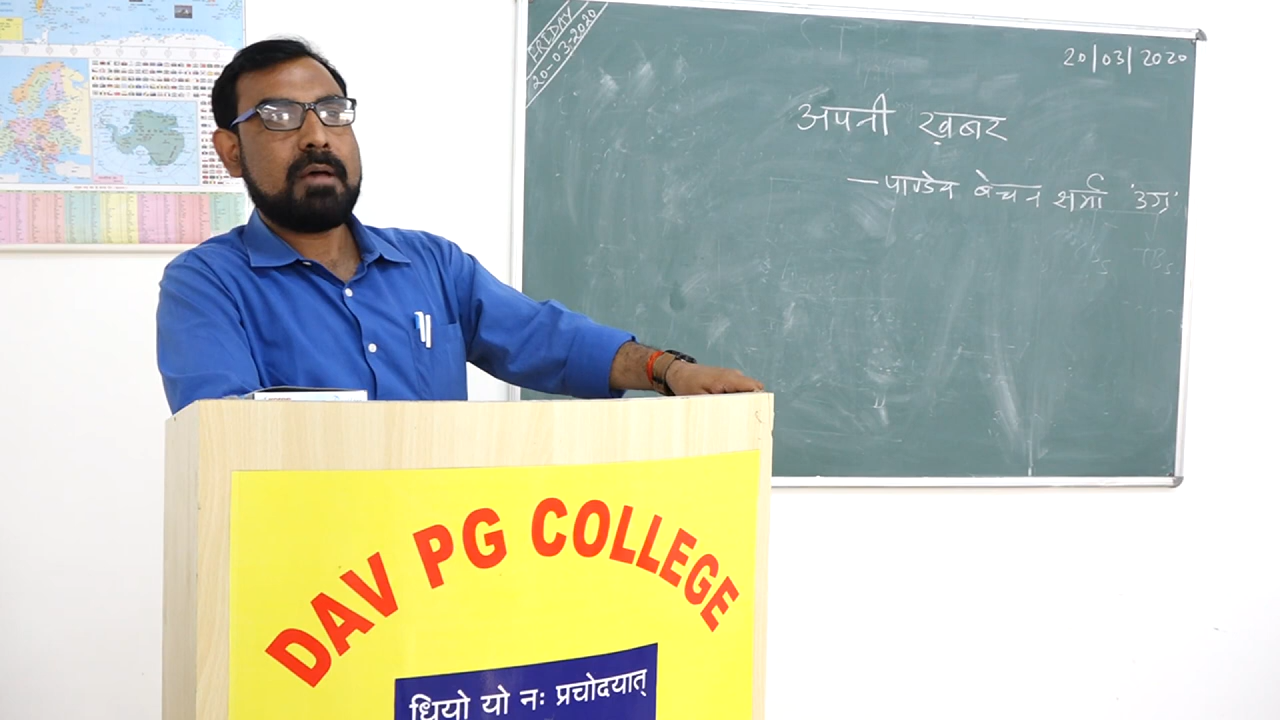 FRIDAY
20-03-2020
20/03/2020
अपनी ख़बर
– पाण्डेय बेचन शर्मा 'उग्र'
DAV PG COLLEGE
धियो यो नः प्रचोदयात्